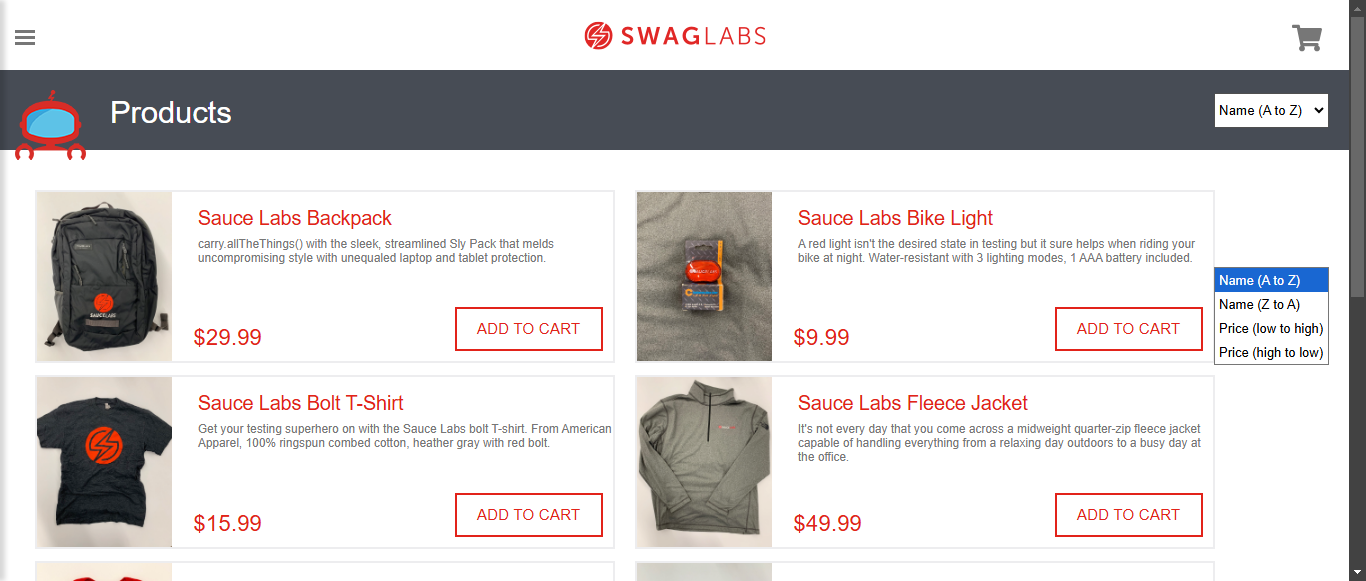 SWAGLABS
Products
Name (A to Z)
Sauce Labs Backpack
carry.allTheThings() with the sleek, streamlined Sly Pack that melds
uncompromising style with unequaled laptop and tablet protection.
$29.99
ADD TO CART
SAUCELABS
Sauce Labs Bike Light
A red light isn't the desired state in testing but it sure helps when riding your
bike at night. Water-resistant with 3 lighting modes, 1 AAA battery included.
$9.99
ADD TO CART
Name (A to Z)
Name (Z to A)
Price (low to high)
Price (high to low)
Sauce Labs Bolt T-Shirt
Get your testing superhero on with the Sauce Labs bolt T-shirt. From American
Apparel, 100% ringspun combed cotton, heather gray with red bolt.
$15.99
ADD TO CART
Sauce Labs Fleece Jacket
It's not every day that you come across a midweight quarter-zip fleece jacket
capable of handling everything from a relaxing day outdoors to a busy day at
the office.
$49.99
ADD TO CART